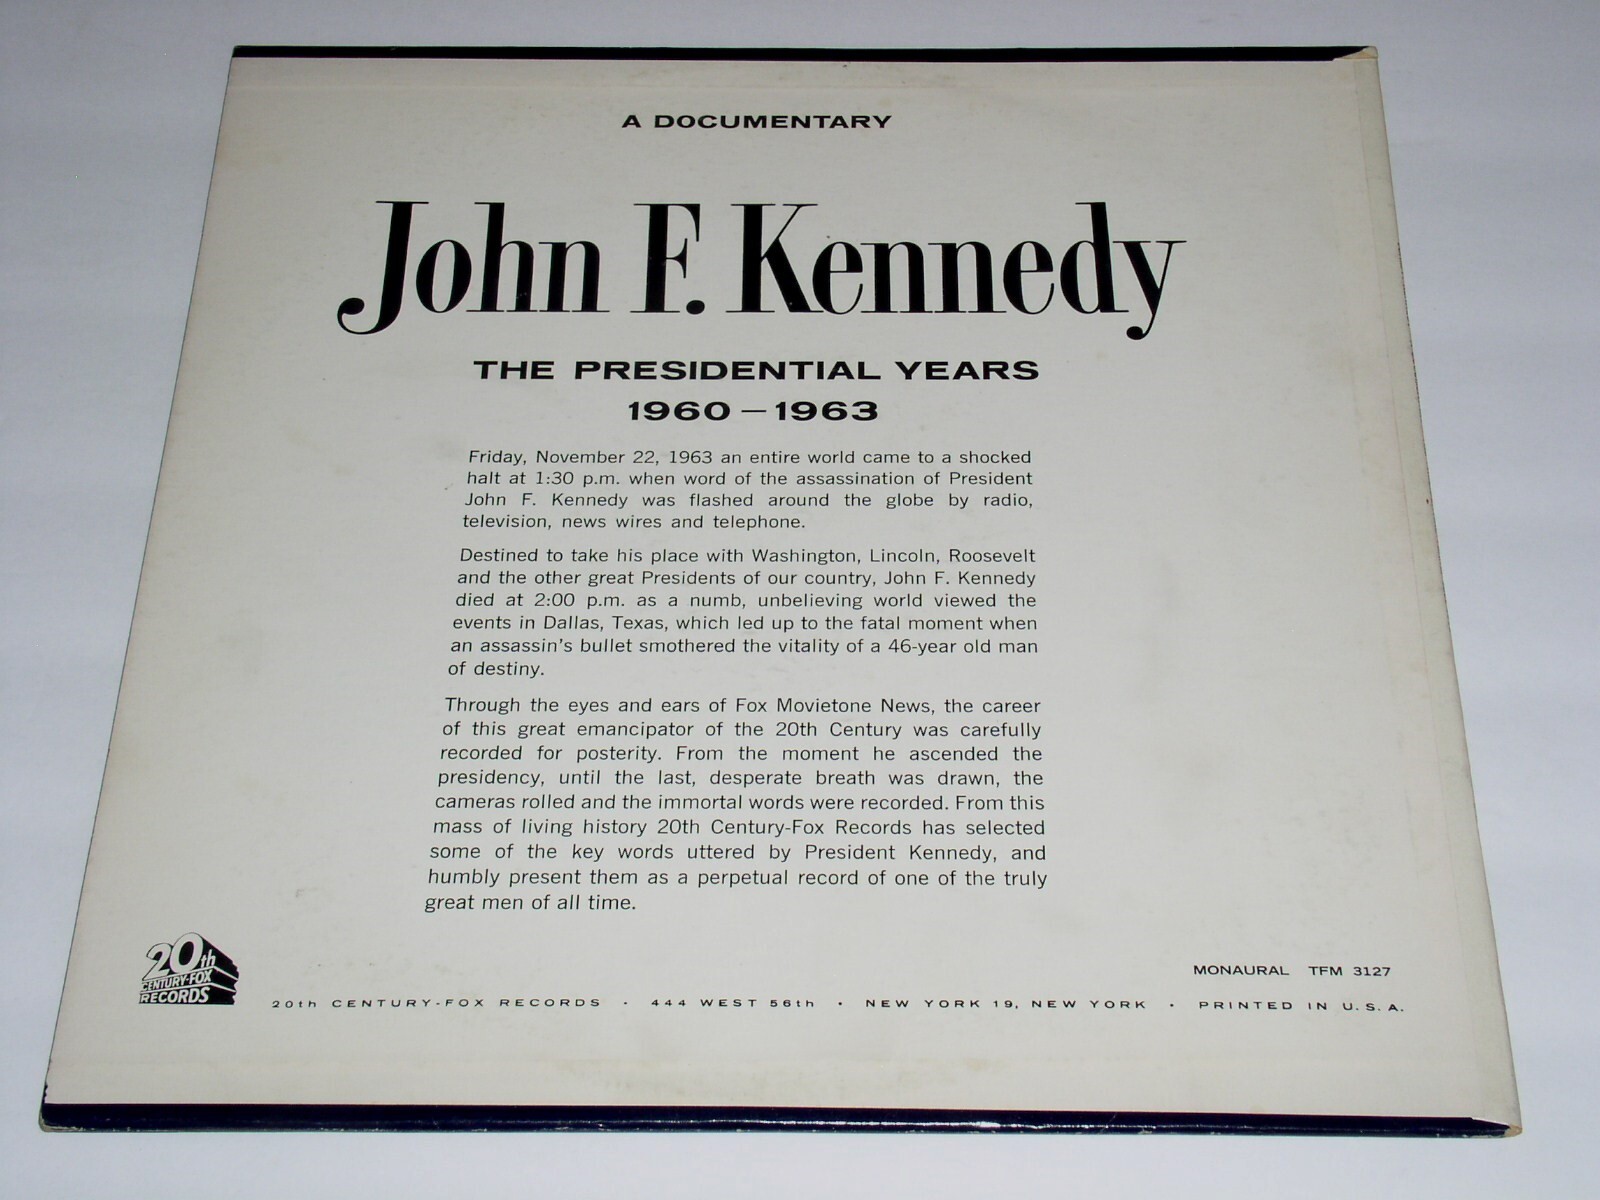 A DOCUMENTARY
John F. Kennedy
THE PRESIDENTIAL YEARS
1960 – 1963
Friday, November 22, 1963 an entire world came to a shocked
halt at 1:30 p.m. when word of the assassination of President
John F. Kennedy was flashed around the globe by radio,
television, news wires and telephone.
Destined to take his place with Washington, Lincoln, Roosevelt
and the other great Presidents of our country, John F. Kennedy
died at 2:00 p.m. as a numb, unbelieving world viewed the
events in Dallas, Texas, which led up to the fatal moment when
an assassin's bullet smothered the vitality of a 46-year old man
of destiny.
Through the eyes and ears of Fox Movietone News, the career
of this great emancipator of the 20th Century was carefully
recorded for posterity. From the moment he ascended the
presidency, until the last, desperate breath was drawn, the
cameras rolled and the immortal words were recorded. From this
mass of living history 20th Century-Fox Records has selected
some of the key words uttered by President Kennedy, and
humbly present them as a perpetual record of one of the truly
great men of all time.
20th
CENTURY-FOX
RECORDS
MONAURAL TFM 3127
20th CENTURY-FOX RECORDS · 444 WEST 56th · NEW YORK 19, NEW YORK · PRINTED IN U.S.A.